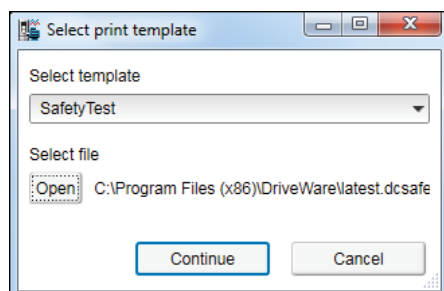 Select print template
Select template
SafetyTest
Select file
Open C:\Program Files (x86)\DriveWare\latest.dcsafe
Continue Cancel